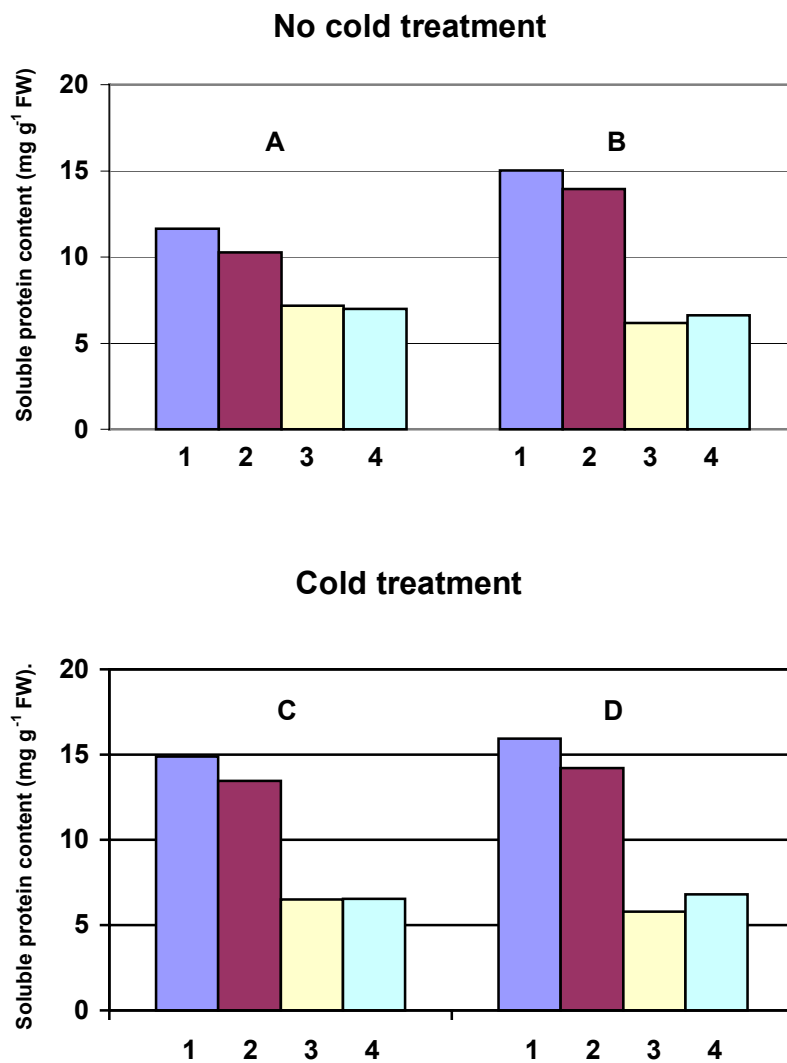 No cold treatment
Soluble protein content (mg g⁻¹ FW)
20
15
10
5
0
A
B
1 2 3 4 1 2 3 4
Cold treatment
Soluble protein content (mg g⁻¹ FW).
20
15
10
5
0
C
D
1 2 3 4 1 2 3 4